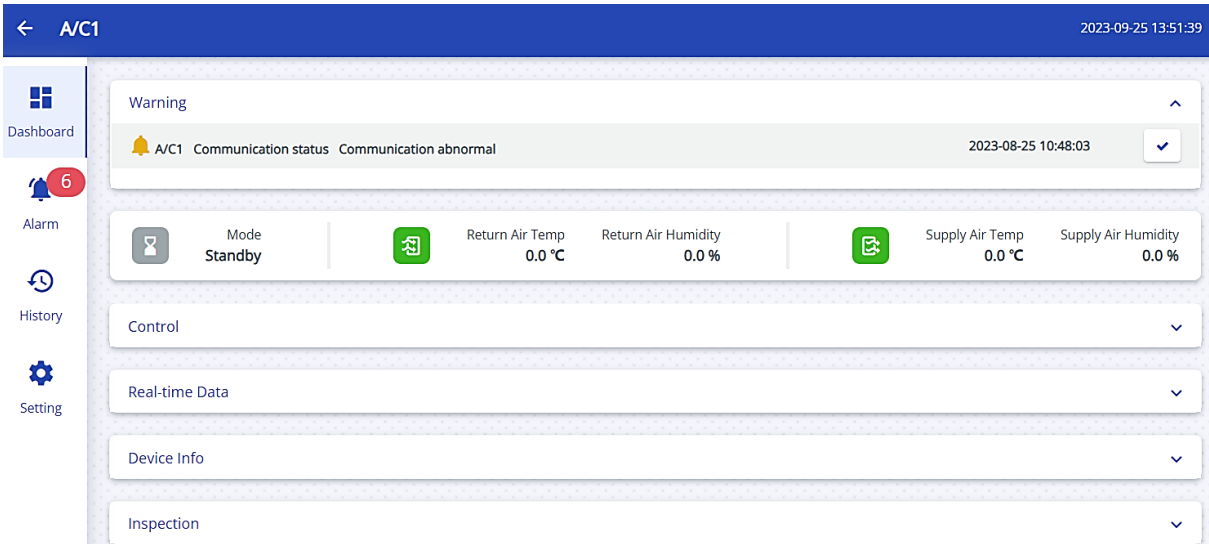 A/C1
2023-09-25 13:51:39
Dashboard
6
Alarm
History
Setting
Warning
A/C1 Communication status Communication abnormal 2023-08-25 10:48:03
Mode Return Air Temp Return Air Humidity Supply Air Temp Supply Air Humidity
Standby 0.0 ℃ 0.0 % 0.0 ℃ 0.0 %
Control
Real-time Data
Device Info
Inspection